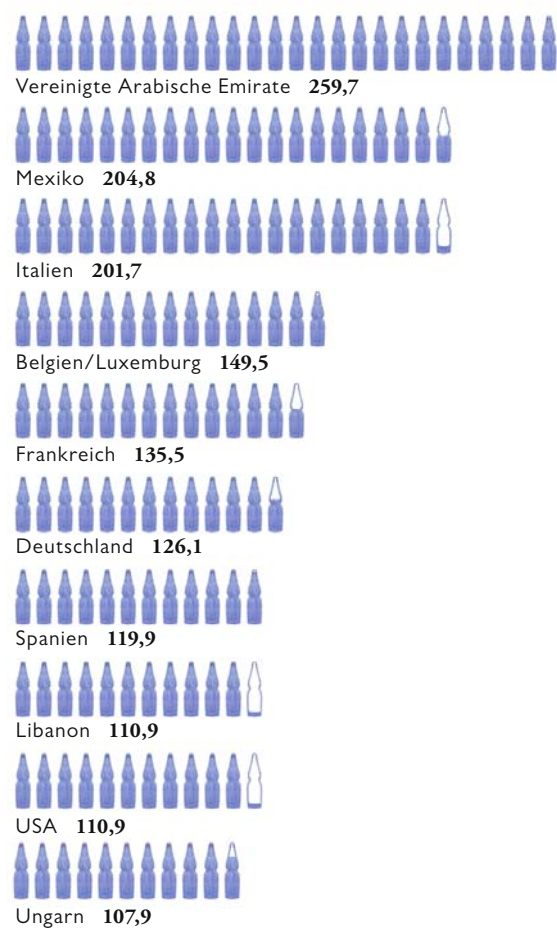 Vereinigte Arabische Emirate 259,7
Mexiko 204,8
Italien 201,7
Belgien/Luxemburg 149,5
Frankreich 135,5
Deutschland 126,1
Spanien 119,9
Libanon 110,9
USA 110,9
Ungarn 107,9